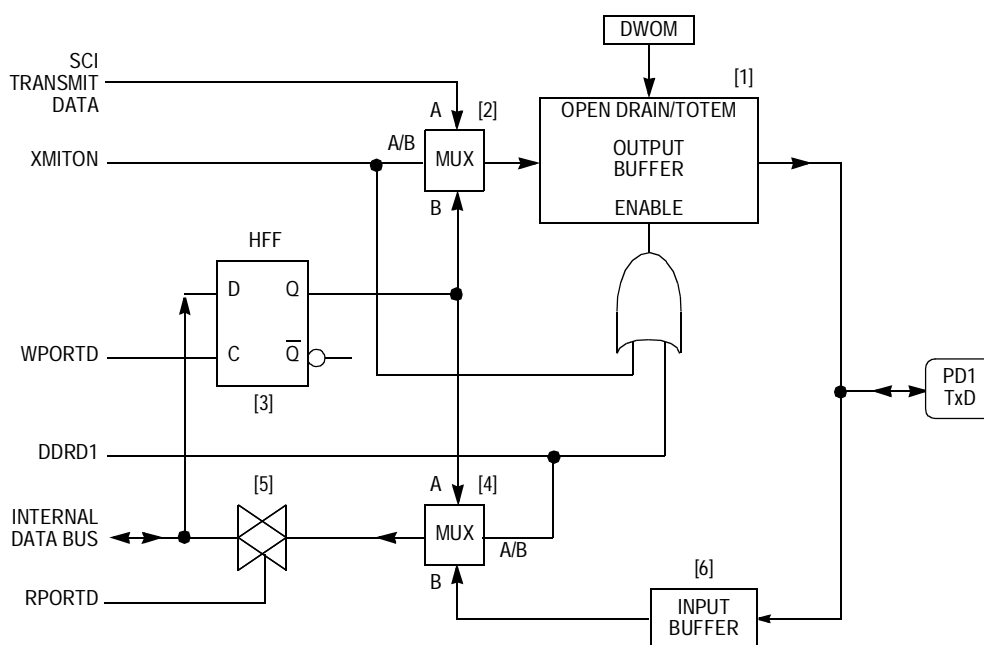 DWOM
SCI
TRANSMIT
DATA
[1]
A
[2]
OPEN DRAIN/TOTEM
XMITON
A/B
MUX
OUTPUT
BUFFER
B
ENABLE
HFF
D
Q
WPORTD
C
Q̅
[3]
PD1
TxD
DDRD1
[5]
A
[4]
INTERNAL
DATA BUS
MUX
A/B
B
[6]
RPORTD
INPUT
BUFFER